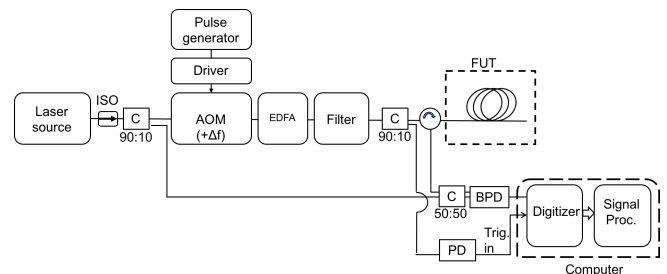 Pulse
generator
Driver
FUT
ISO
Laser
source
C
90:10
AOM
(+Δf)
EDFA
Filter
C
90:10
C
50:50
BPD
Digitizer
Signal
Proc.
Trig.
in
PD
Computer